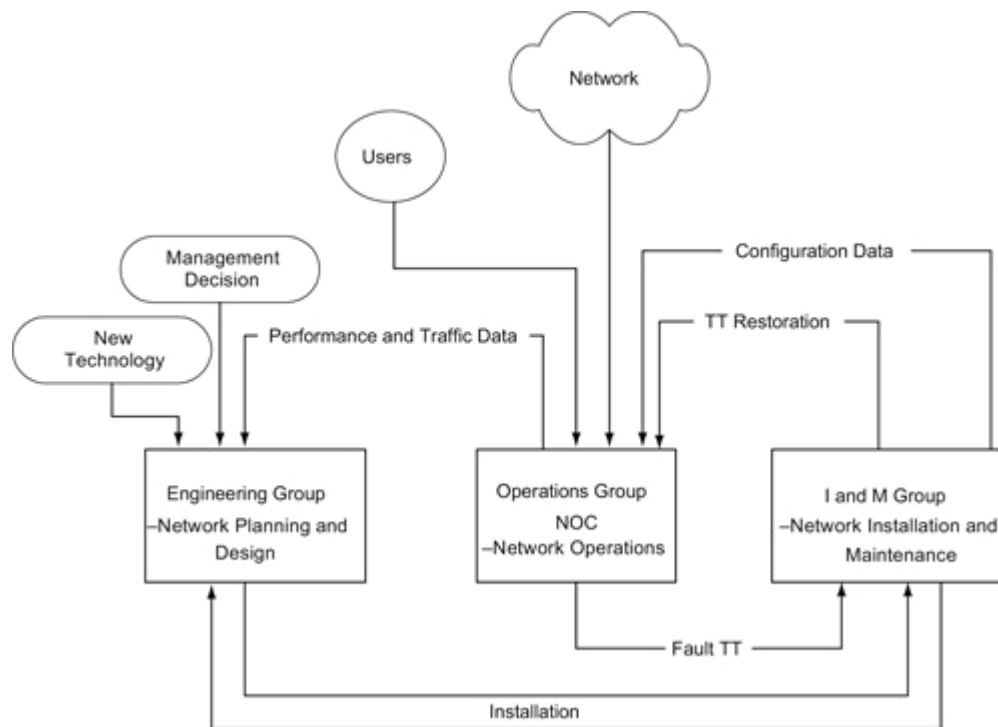 Network
Users
Management
Decision
Configuration Data
New
Technology
Performance and Traffic Data
TT Restoration
Engineering Group
–Network Planning and
Design
Operations Group
NOC
–Network Operations
I and M Group
–Network Installation and
Maintenance
Fault TT
Installation